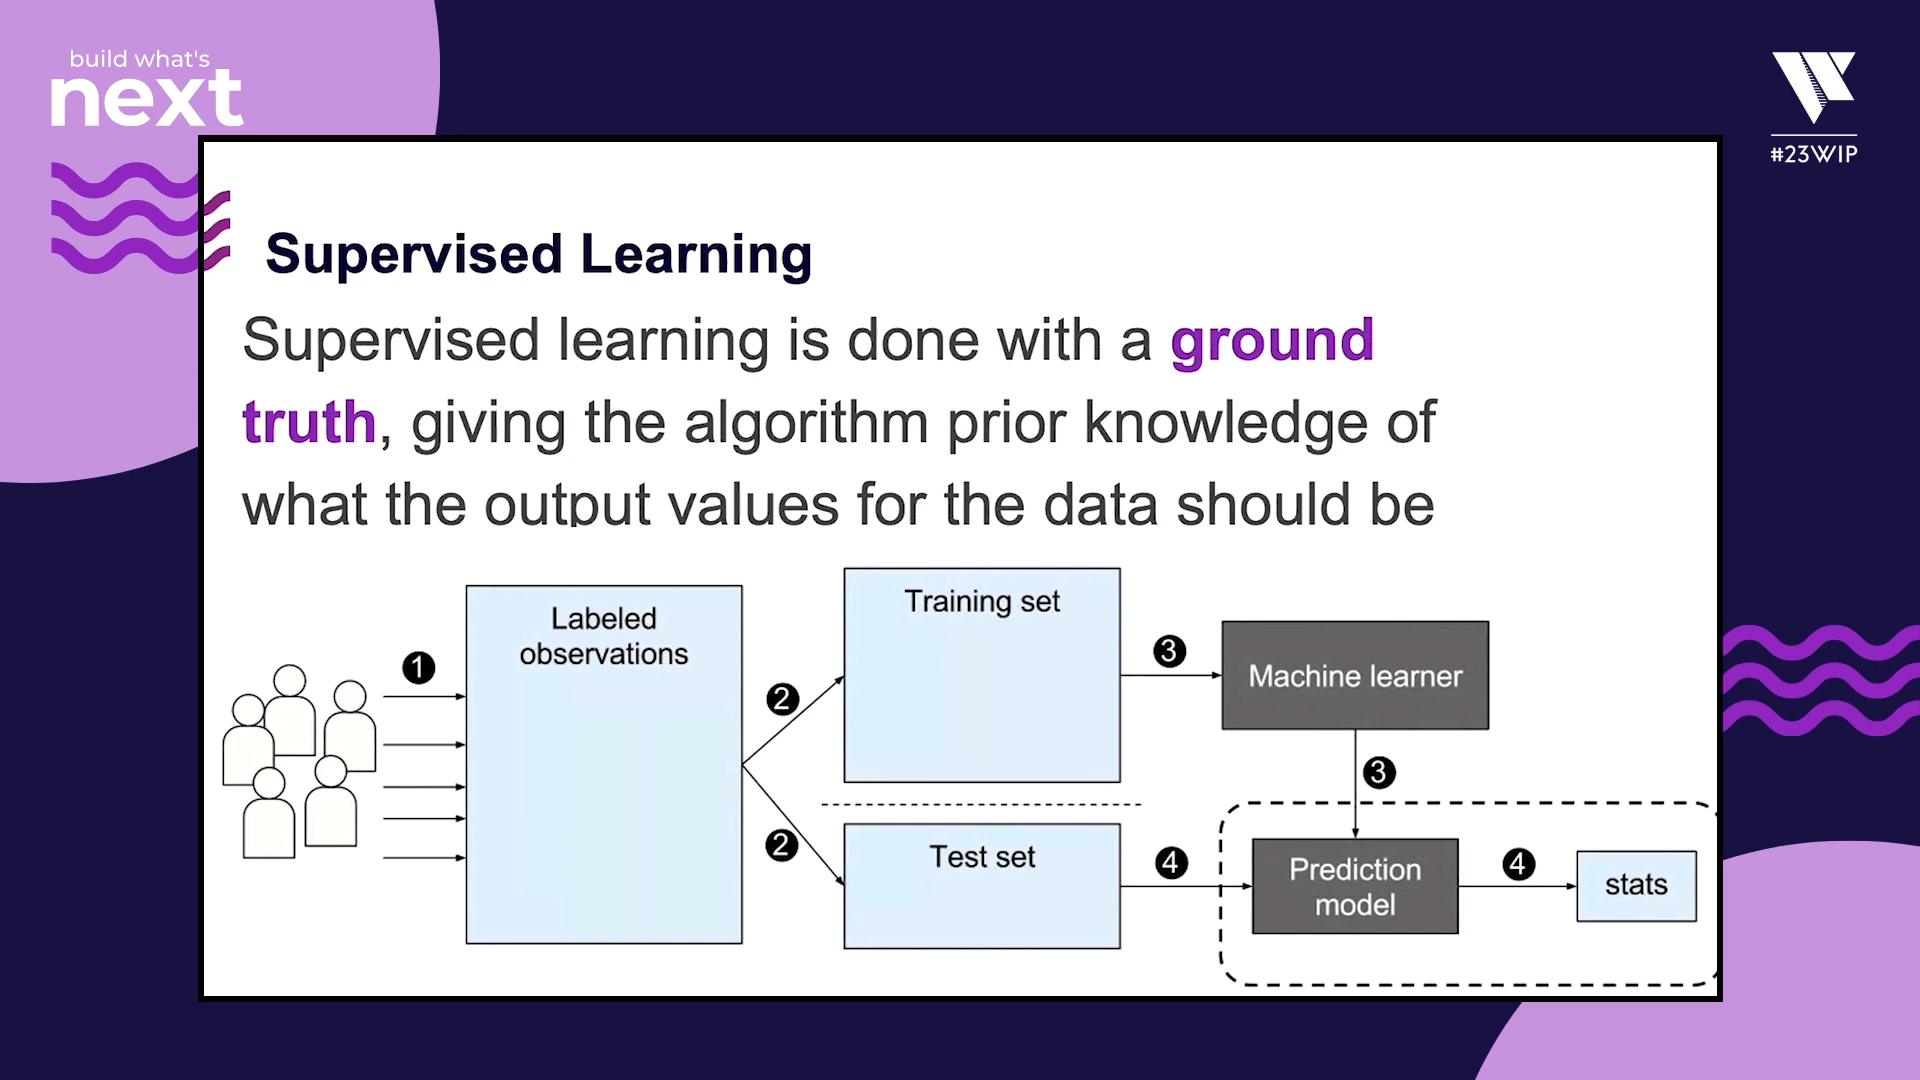 build what's
next
#23WIP
Supervised Learning
Supervised learning is done with a ground
truth, giving the algorithm prior knowledge of
what the output values for the data should be
Labeled
observations
Training set
Machine learner
Test set
Prediction
model
stats
1
2
2
3
3
4
4